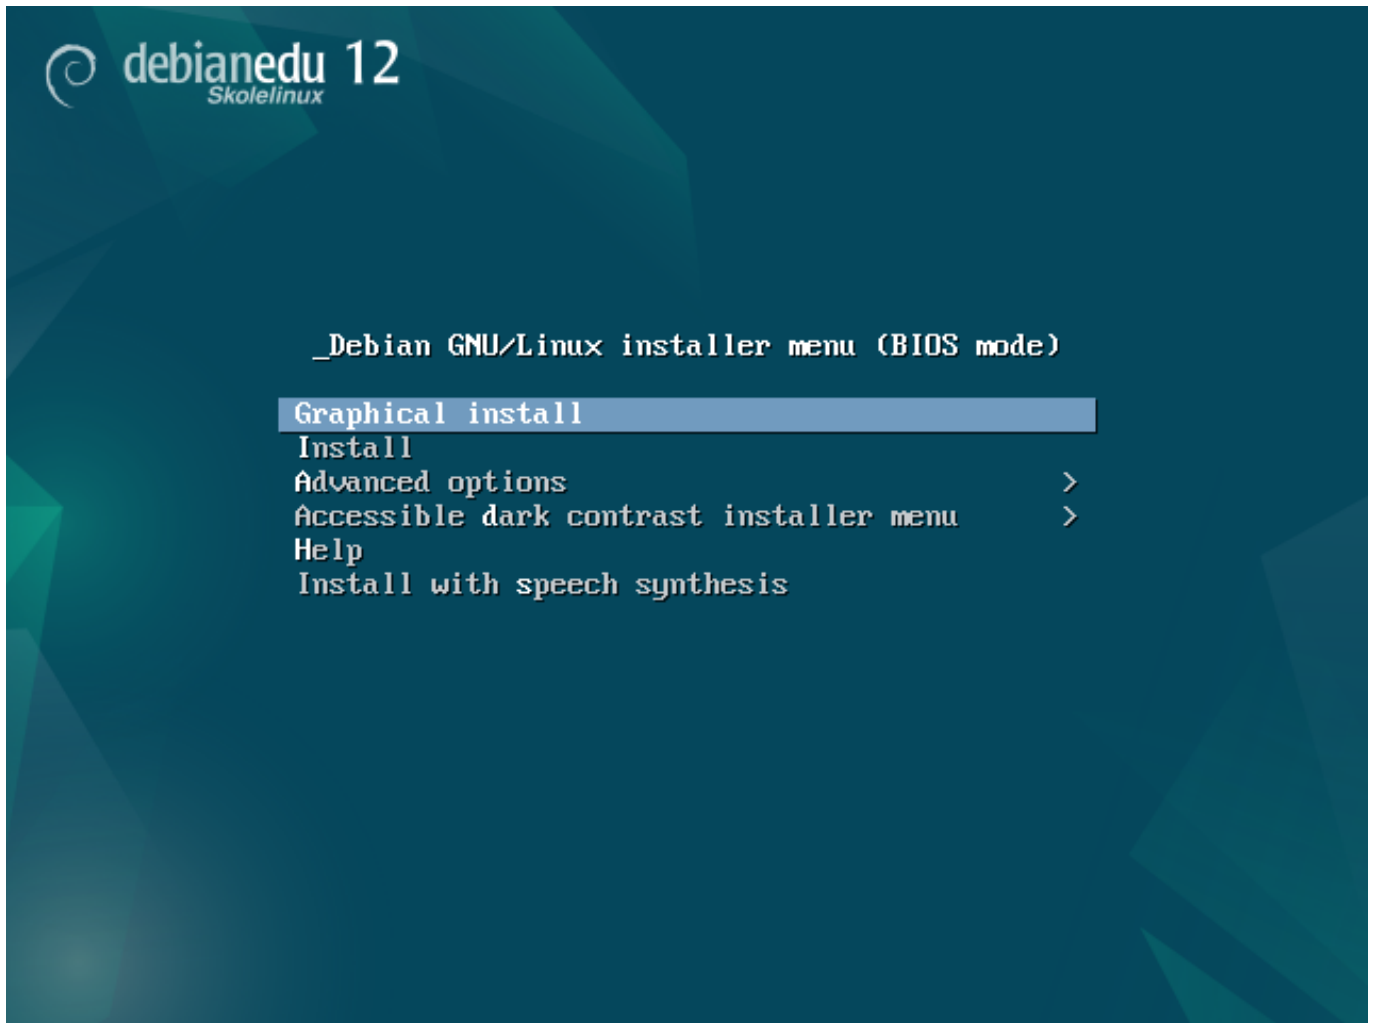 debianedu 12
Skolelinux
_Debian GNU/Linux installer menu (BIOS mode)
Graphical install
Install
Advanced options >
Accessible dark contrast installer menu >
Help
Install with speech synthesis